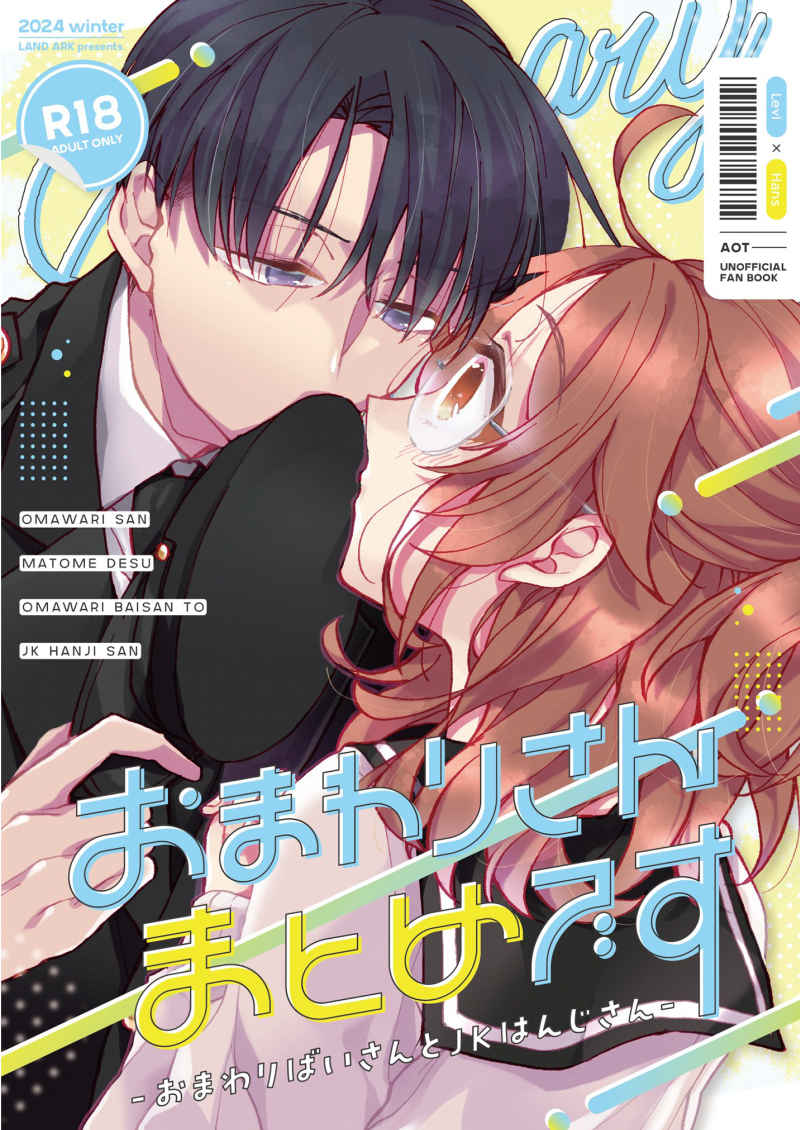 2024 winter
LAND ARK presents.
R18
ADULT ONLY
Levi × Hans
AOT
UNOFFICIAL
FAN BOOK
OMAWARI SAN
MATOME DESU
OMAWARI BAISAN TO
JK HANJI SAN
おまわりさん
まとめです
-おまわりばいさんとJKはんじさん-